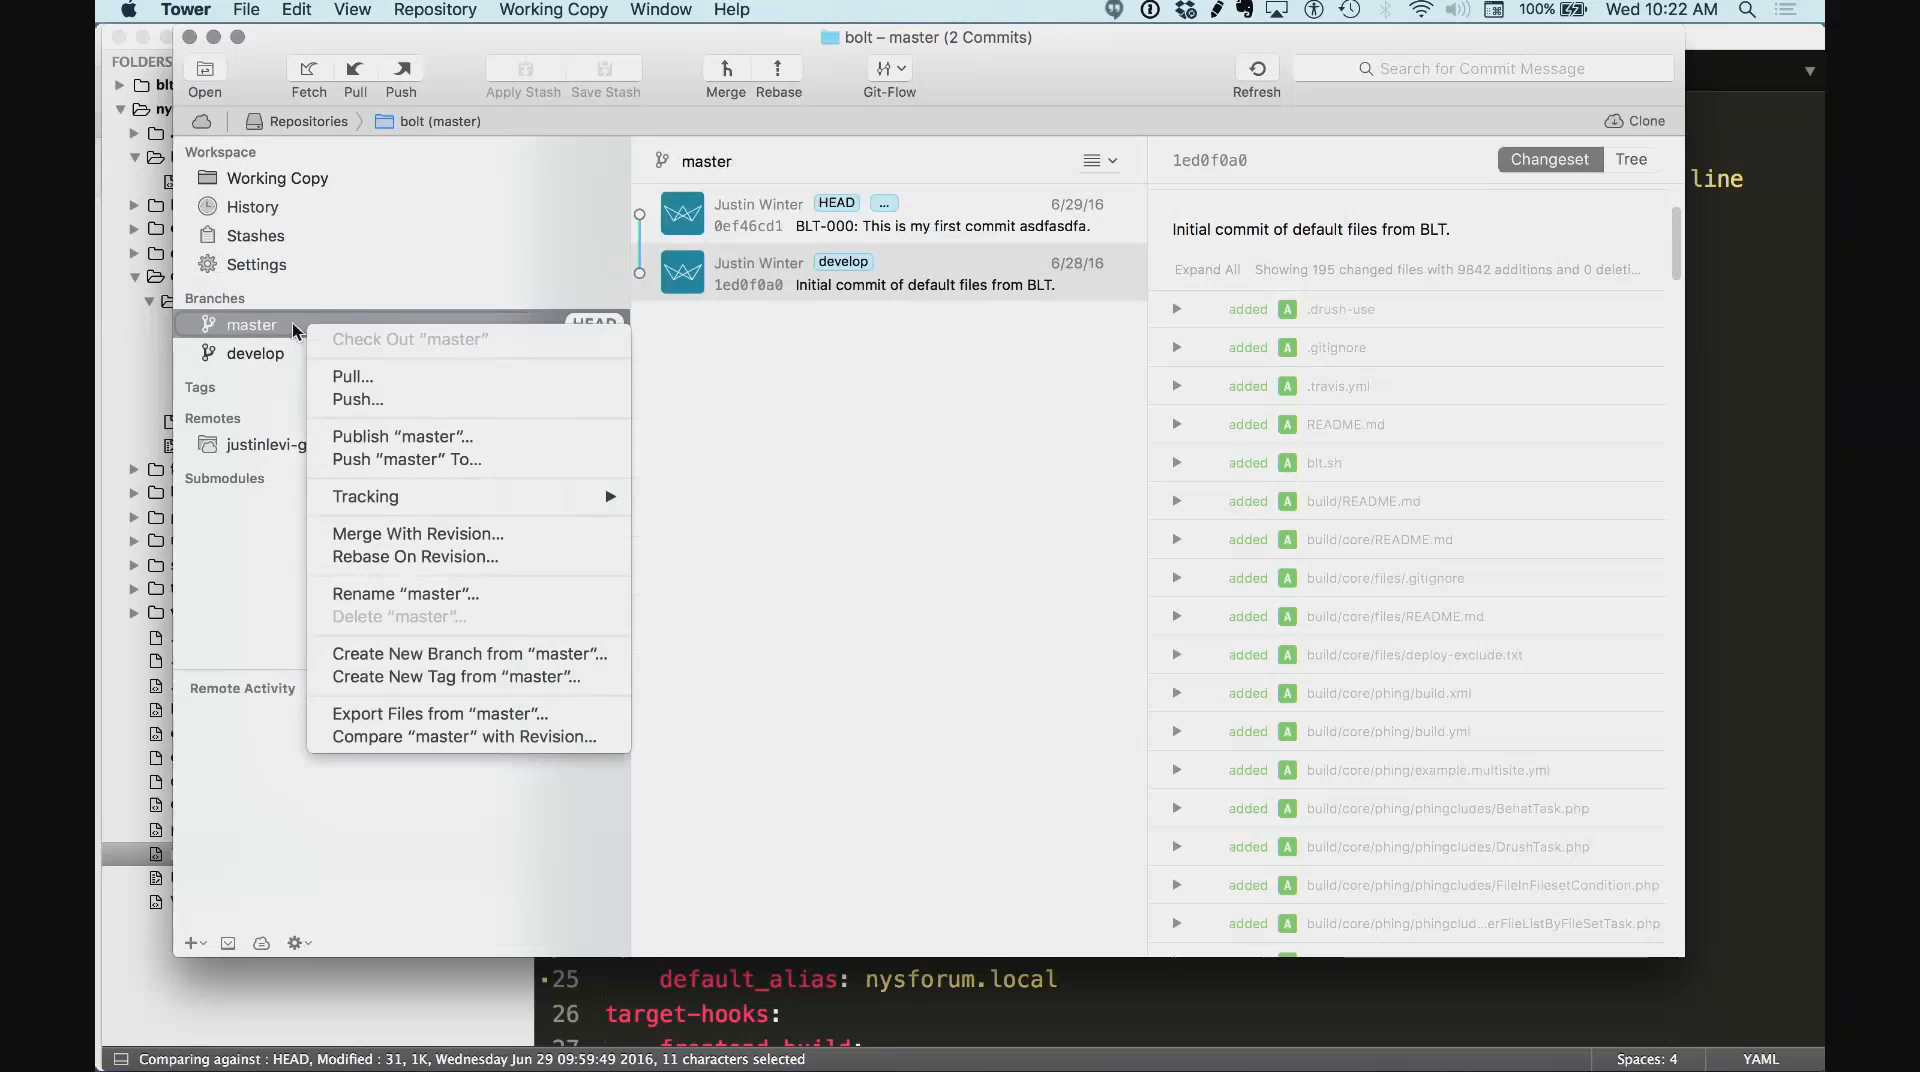 Tower File Edit View Repository Working Copy Window Help
100% Wed 10:22 AM
FOLDERS
bolt – master (2 Commits)
Open Fetch Pull Push Apply Stash Save Stash Merge Rebase Git-Flow Refresh
Search for Commit Message
Repositories bolt (master) Clone
Workspace
Working Copy
History
Stashes
Settings
Branches
master HEAD
develop
Tags
Remotes
justinlevi-g
Submodules
Remote Activity
Check Out “master”
Pull...
Push...
Publish “master”...
Push “master” To...
Tracking
Merge With Revision...
Rebase On Revision...
Rename “master”...
Delete “master”...
Create New Branch from “master”...
Create New Tag from “master”...
Export Files from “master”...
Compare “master” with Revision...
master
Justin Winter HEAD ... 6/29/16
0ef46cd1 BLT-000: This is my first commit asdfasdfa.
Justin Winter develop 6/28/16
1ed0f0a0 Initial commit of default files from BLT.
1ed0f0a0 Changeset Tree
Initial commit of default files from BLT.
Expand All Showing 195 changed files with 9842 additions and 0 deleti...
added A .drush-use
added A .gitignore
added A .travis.yml
added A README.md
added A blt.sh
added A build/README.md
added A build/core/README.md
added A build/core/files/.gitignore
added A build/core/files/README.md
added A build/core/files/deploy-exclude.txt
added A build/core/phing/build.xml
added A build/core/phing/build.yml
added A build/core/phing/example.multisite.yml
added A build/core/phing/phingcludes/BehatTask.php
added A build/core/phing/phingcludes/DrushTask.php
added A build/core/phing/phingcludes/FileInFilesetCondition.php
added A build/core/phing/phingclud...erFileListByFileSetTask.php
line
25 default_alias: nysforum.local
26 target-hooks:
27 frontend_build:
Comparing against : HEAD, Modified : 31, 1K, Wednesday Jun 29 09:59:49 2016, 11 characters selected Spaces: 4 YAML